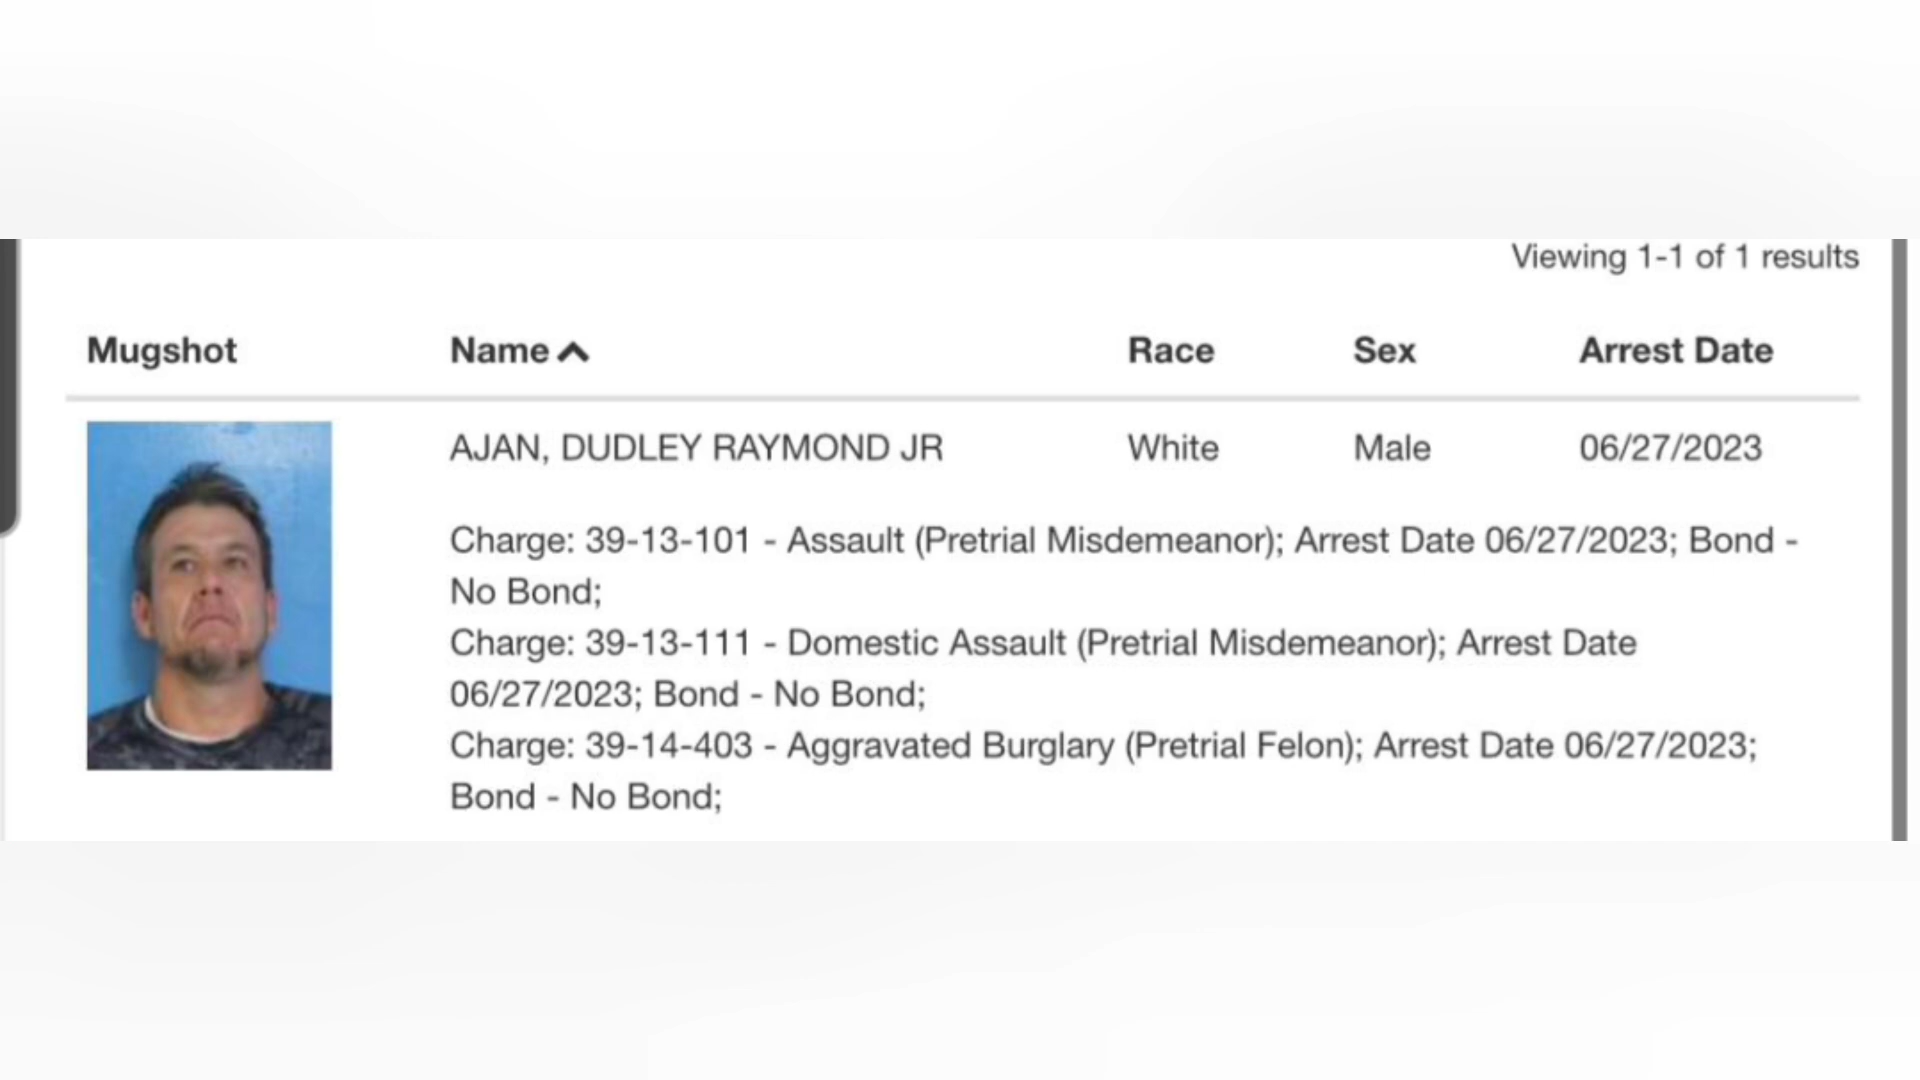 Viewing 1-1 of 1 results
Mugshot Name Race Sex Arrest Date
AJAN, DUDLEY RAYMOND JR White Male 06/27/2023
Charge: 39-13-101 - Assault (Pretrial Misdemeanor); Arrest Date 06/27/2023; Bond -
No Bond;
Charge: 39-13-111 - Domestic Assault (Pretrial Misdemeanor); Arrest Date
06/27/2023; Bond - No Bond;
Charge: 39-14-403 - Aggravated Burglary (Pretrial Felon); Arrest Date 06/27/2023;
Bond - No Bond;